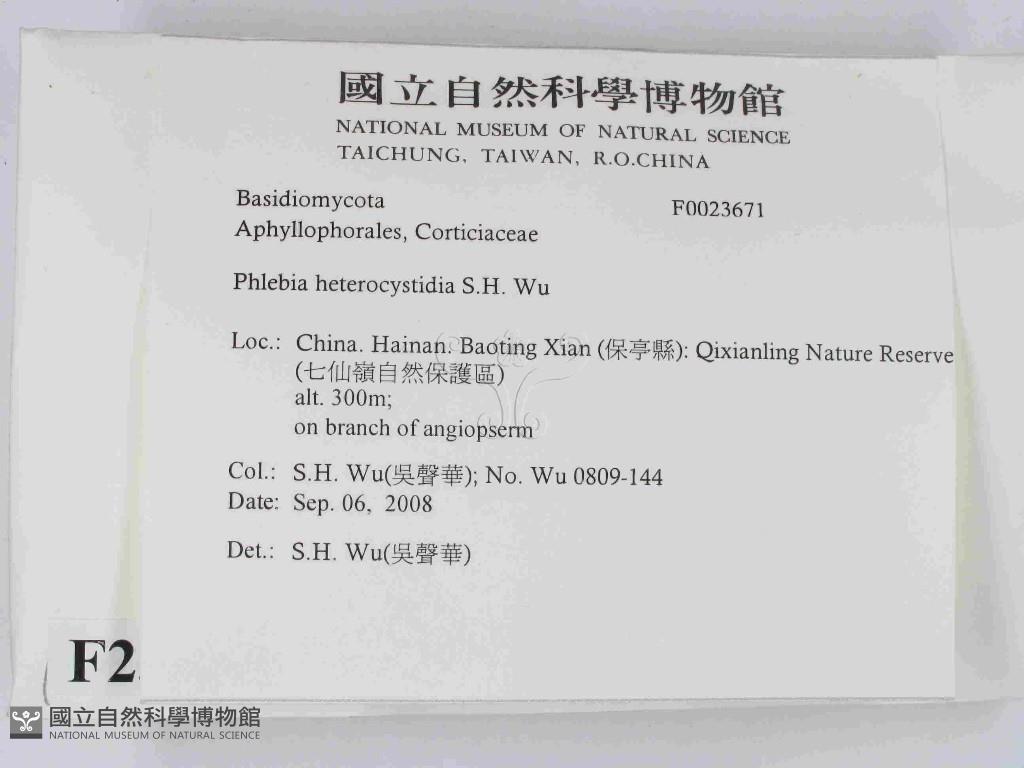 國立自然科學博物館
NATIONAL MUSEUM OF NATURAL SCIENCE
TAICHUNG, TAIWAN, R.O.CHINA
Basidiomycota F0023671
Aphyllophorales, Corticiaceae
Phlebia heterocystidia S.H. Wu
Loc.: China. Hainan. Baoting Xian (保亭縣): Qixianling Nature Reserve
(七仙嶺自然保護區)
alt. 300m;
on branch of angiopserm
Col.: S.H. Wu(吳聲華); No. Wu 0809-144
Date: Sep. 06, 2008
Det.: S.H. Wu(吳聲華)
F2
國立自然科學博物館
NATIONAL MUSEUM OF NATURAL SCIENCE